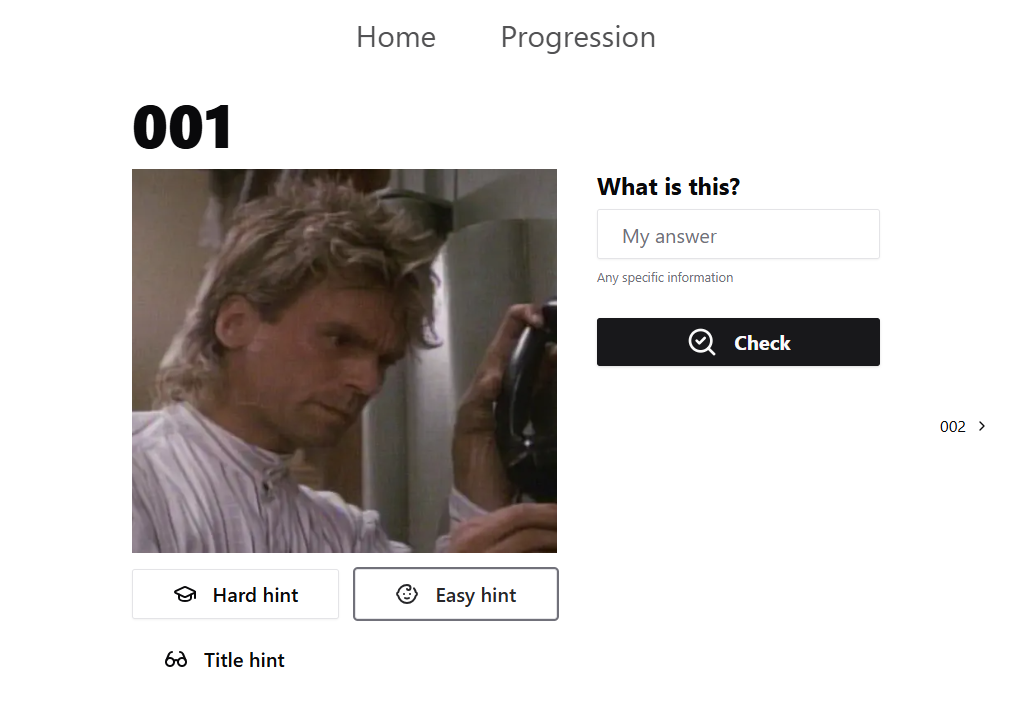 Home Progression
001
What is this?
My answer
Any specific information
Check
002
Hard hint
Easy hint
Title hint